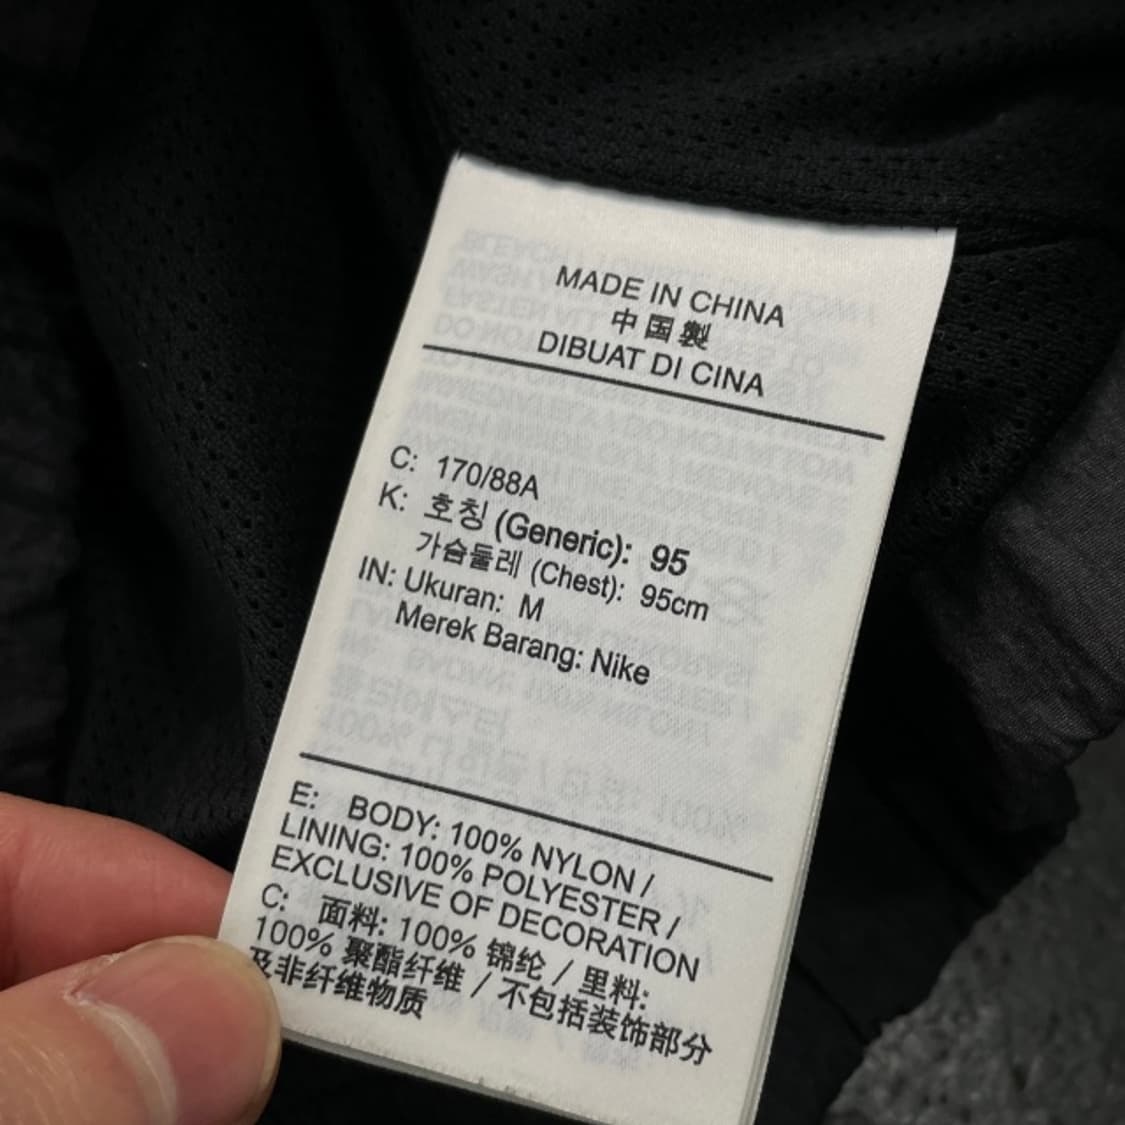 MADE IN CHINA
中国製
DIBUAT DI CINA
C: 170/88A
K: 호칭 (Generic): 95
가슴둘레 (Chest): 95cm
IN: Ukuran: M
Merek Barang: Nike
E: BODY: 100% NYLON /
LINING: 100% POLYESTER /
EXCLUSIVE OF DECORATION
C: 面料: 100% 锦纶 / 里料:
100% 聚酯纤维 / 不包括装饰部分
及非纤维物质